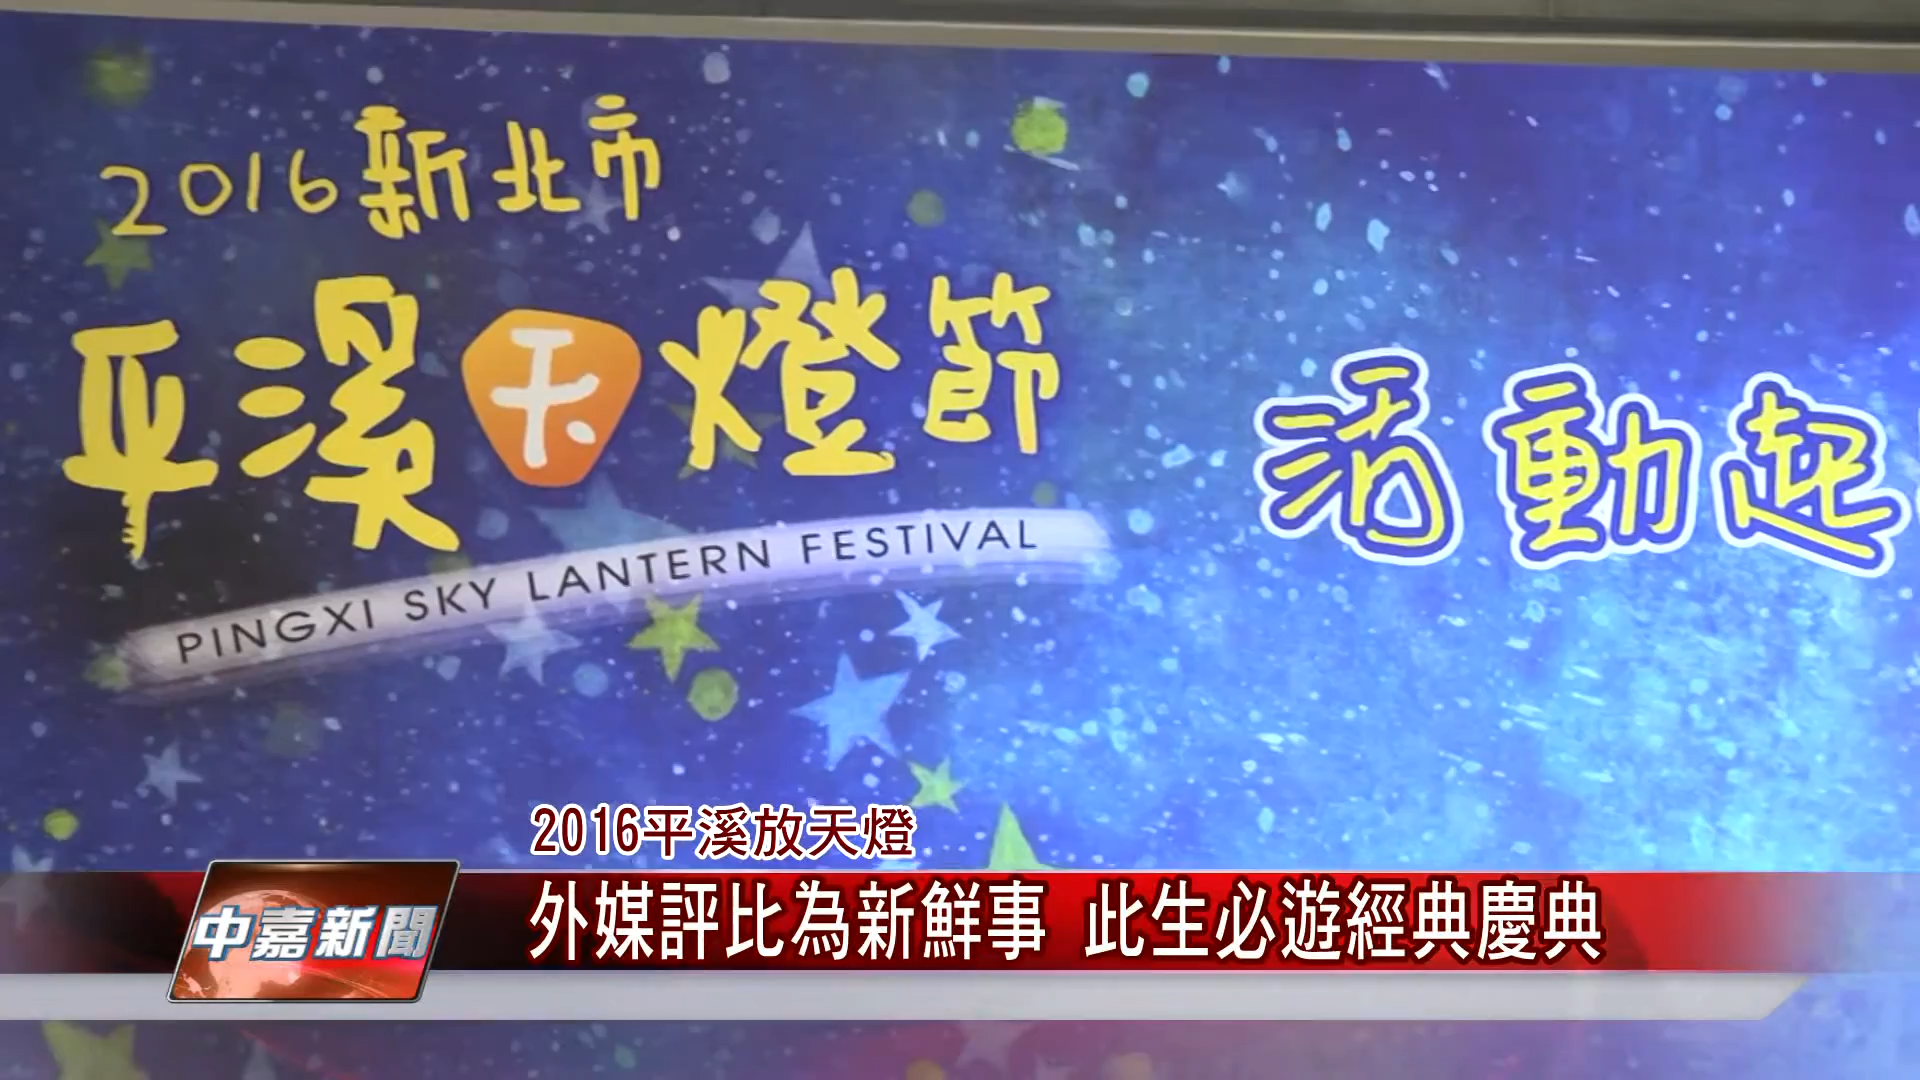 2016新北市
平溪天燈節
PINGXI SKY LANTERN FESTIVAL
活動起
2016平溪放天燈
中嘉新聞
外媒評比為新鮮事 此生必遊經典慶典